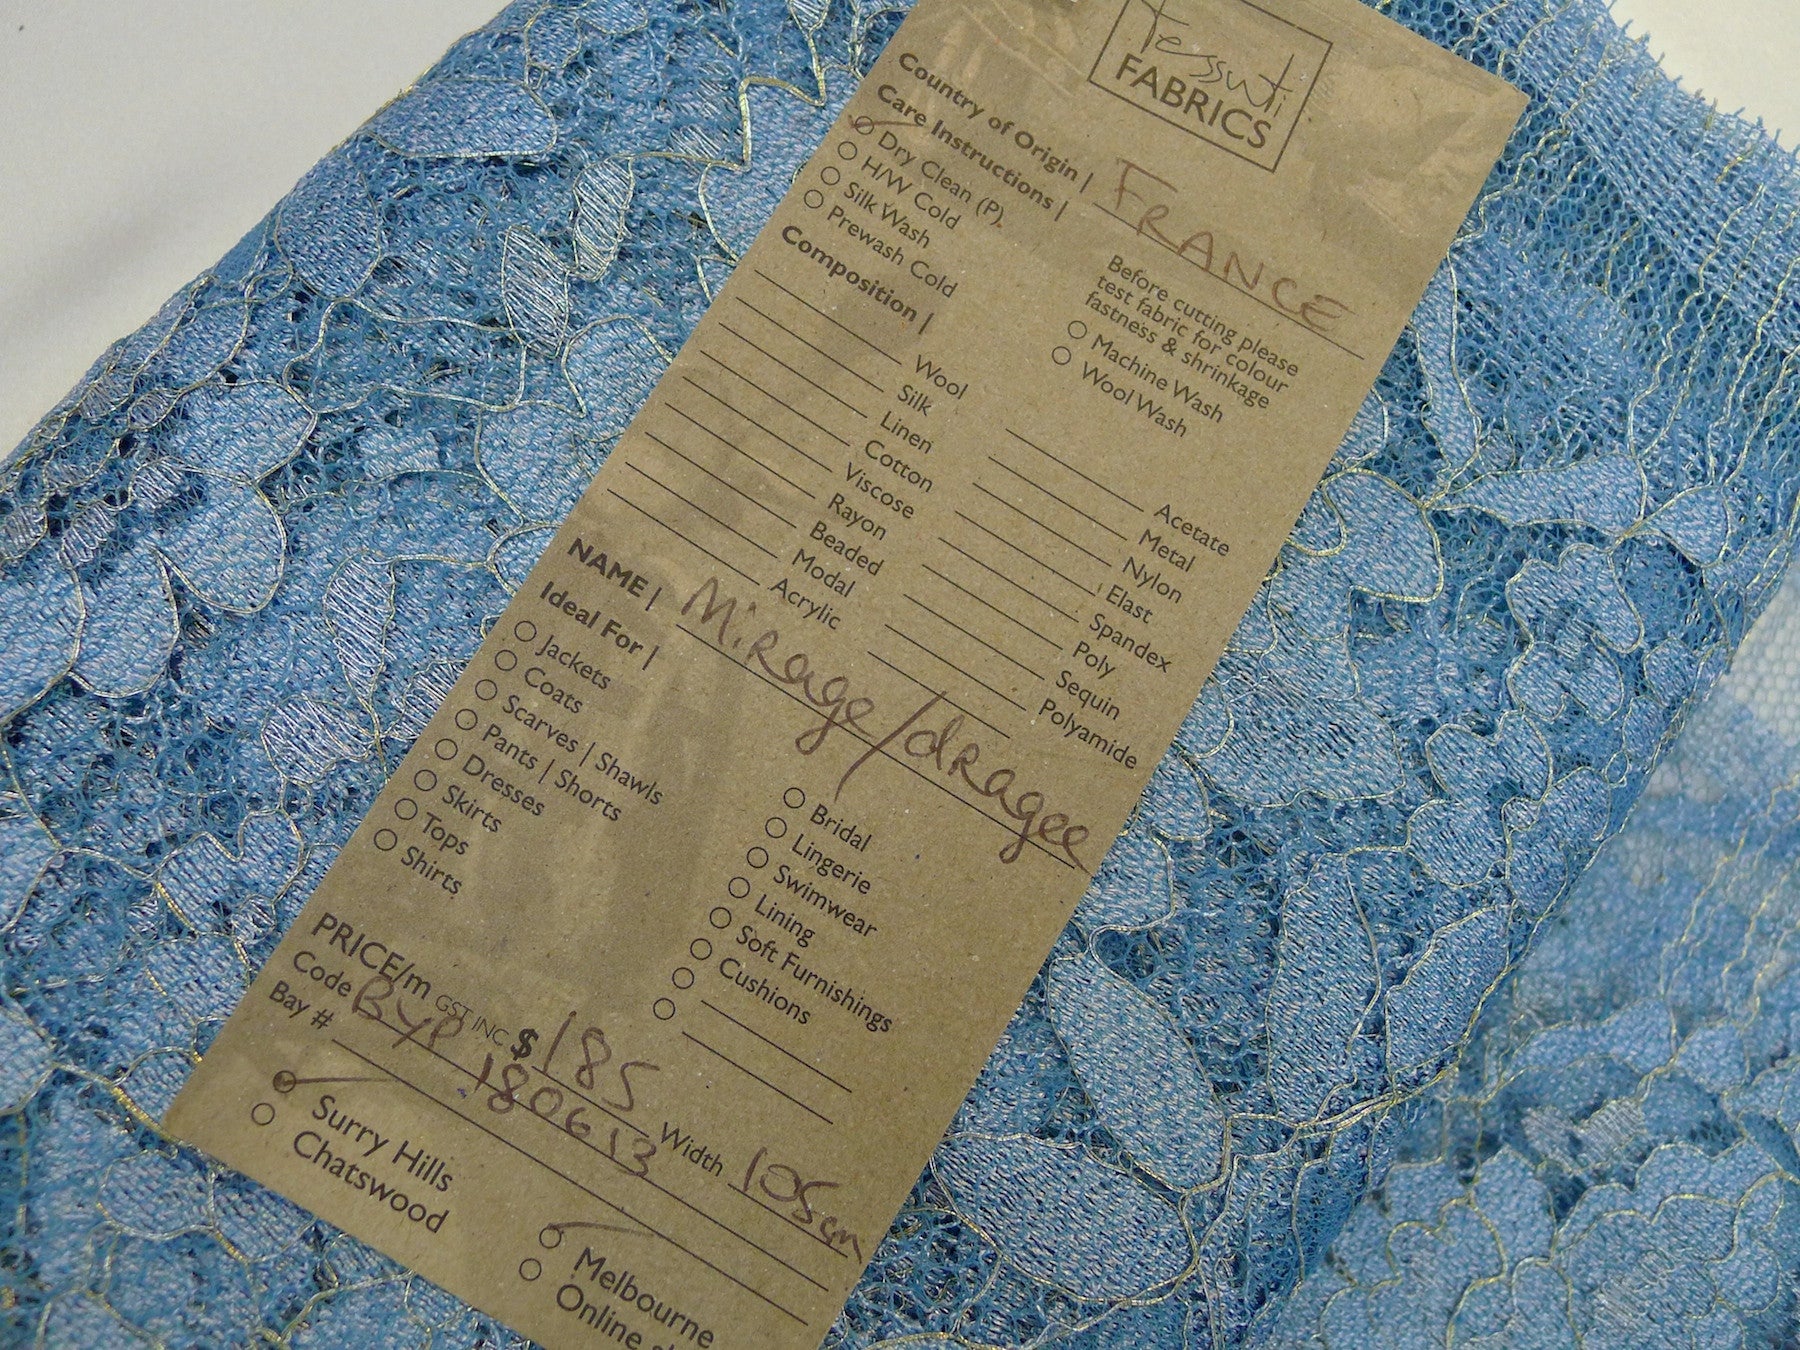 Tessuti
FABRICS
Country of Origin | FRANCE
Care Instructions |
Dry Clean (P).
H/W Cold
Silk Wash
Prewash Cold
Before cutting please
test fabric for colour
fastness & shrinkage
Machine Wash
Wool Wash
Composition |
Wool
Silk
Linen
Cotton
Viscose
Rayon
Beaded
Modal
Acrylic
Acetate
Metal
Nylon
Elast
Spandex
Poly
Sequin
Polyamide
NAME | Mirage/dragee
Ideal For |
Jackets
Coats
Scarves | Shawls
Pants | Shorts
Dresses
Skirts
Tops
Shirts
Bridal
Lingerie
Swimwear
Lining
Soft Furnishings
Cushions
PRICE/m GST INC $ 185 Width 105cm
Code Byp 180613
Bay #
Surry Hills
Chatswood
Melbourne
Online